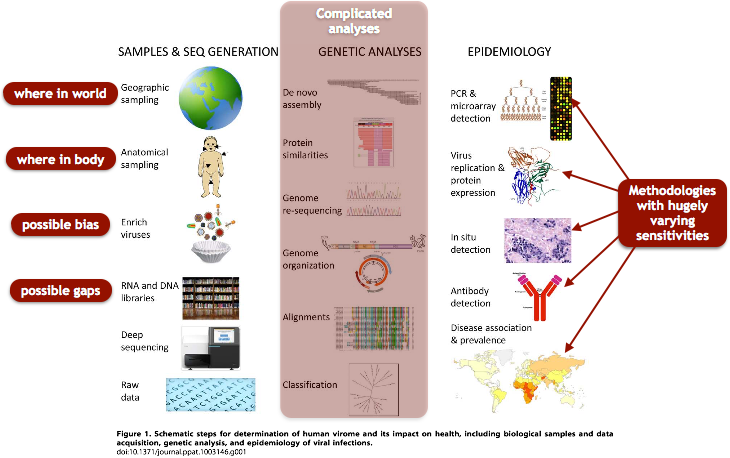 Complicated
analyses
SAMPLES & SEQ GENERATION
GENETIC ANALYSES
EPIDEMIOLOGY
where in world
Geographic
sampling
where in body
Anatomical
sampling
possible bias
Enrich
viruses
possible gaps
RNA and DNA
libraries
Deep
sequencing
Raw
data
De novo
assembly
Protein
similarities
Genome
re-sequencing
Genome
organization
Alignments
Classification
PCR &
microarray
detection
Virus
replication &
protein
expression
In situ
detection
Antibody
detection
Disease association
& prevalence
Methodologies
with hugely
varying
sensitivities
Figure 1. Schematic steps for determination of human virome and its impact on health, including biological samples and data
acquisition, genetic analysis, and epidemiology of viral infections.
doi:10.1371/journal.ppat.1003146.g001